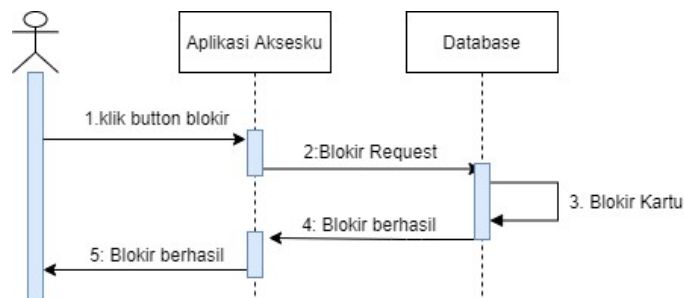 Aplikasi Aksesku
Database
1.klik button blokir
2:Blokir Request
3. Blokir Kartu
4: Blokir berhasil
5: Blokir berhasil